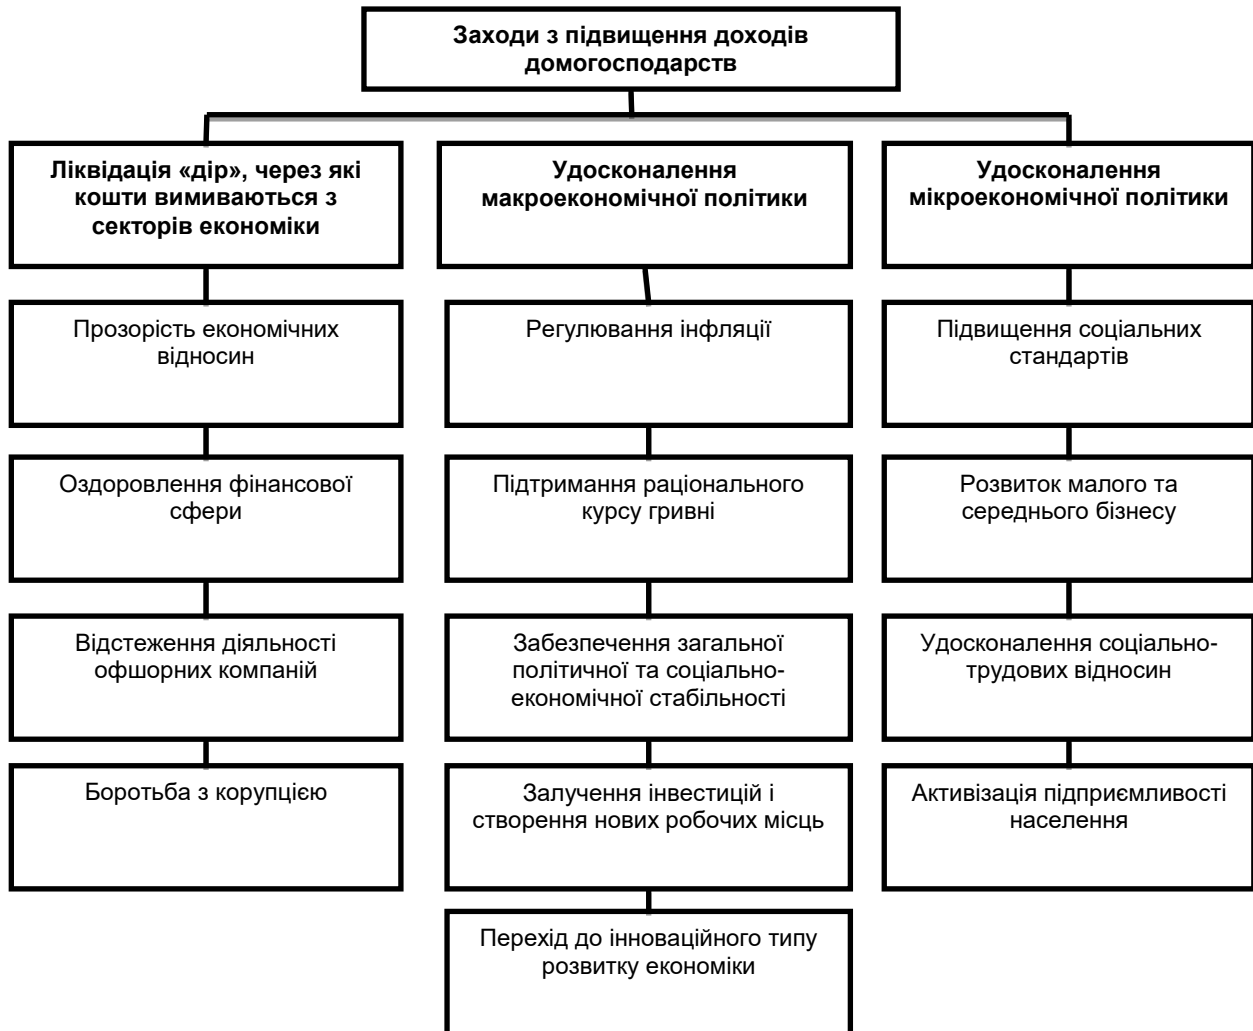 Заходи з підвищення доходів
домогосподарств
Ліквідація «дір», через які
кошти вимиваються з
секторів економіки
Удосконалення
макроекономічної політики
Удосконалення
мікроекономічної політики
Прозорість економічних
відносин
Регулювання інфляції
Підвищення соціальних
стандартів
Оздоровлення фінансової
сфери
Підтримання раціонального
курсу гривні
Розвиток малого та
середнього бізнесу
Відстеження діяльності
офшорних компаній
Забезпечення загальної
політичної та соціально-
економічної стабільності
Удосконалення соціально-
трудових відносин
Боротьба з корупцією
Залучення інвестицій і
створення нових робочих місць
Активізація підприємливості
населення
Перехід до інноваційного типу
розвитку економіки